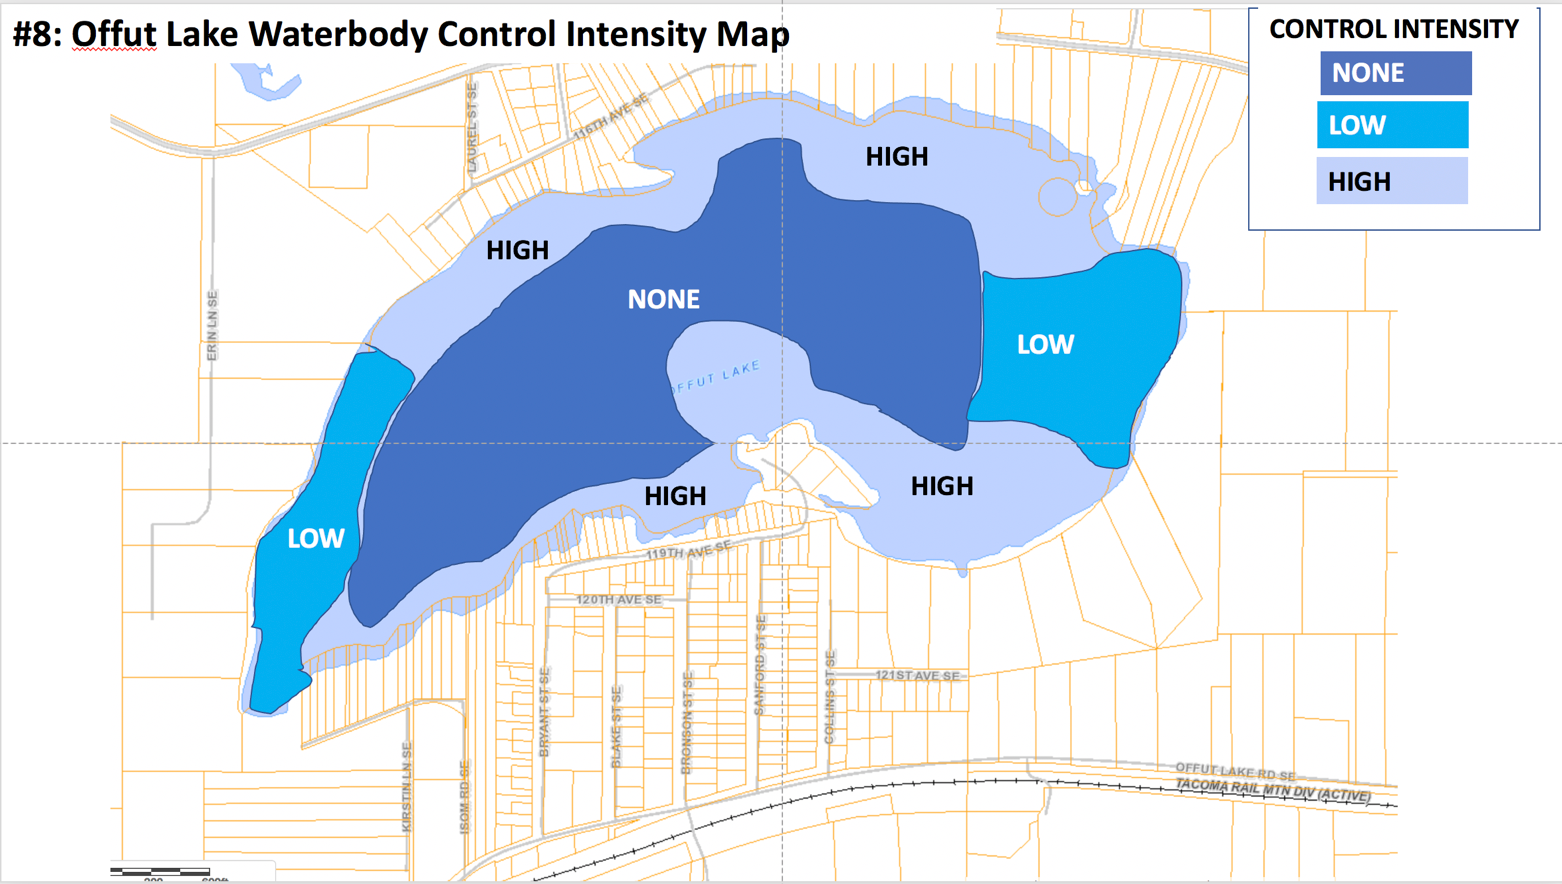 #8: Offut Lake Waterbody Control Intensity Map
CONTROL INTENSITY
NONE
LOW
HIGH
LAUREL ST SE
116TH AVE SE
HIGH
HIGH
ERIN LN SE
NONE
LOW
OFFUT LAKE
HIGH
HIGH
LOW
119TH AVE SE
120TH AVE SE
BRYANT ST SE
BLAKE ST SE
BRONSON ST SE
SANFORD ST SE
COLLINS ST SE
121ST AVE SE
KIRSTIN LN SE
ISOM RD SE
OFFUT LAKE RD SE
TACOMA RAIL MTN DIV (ACTIVE)